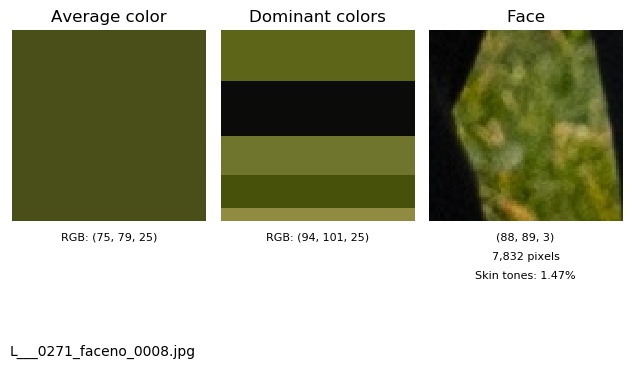 Average color
Dominant colors
Face
RGB: (75, 79, 25)
RGB: (94, 101, 25)
(88, 89, 3)
7,832 pixels
Skin tones: 1.47%
L___0271_faceno_0008.jpg